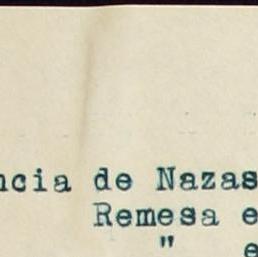 ncia de Nazas
Remesa e
" e